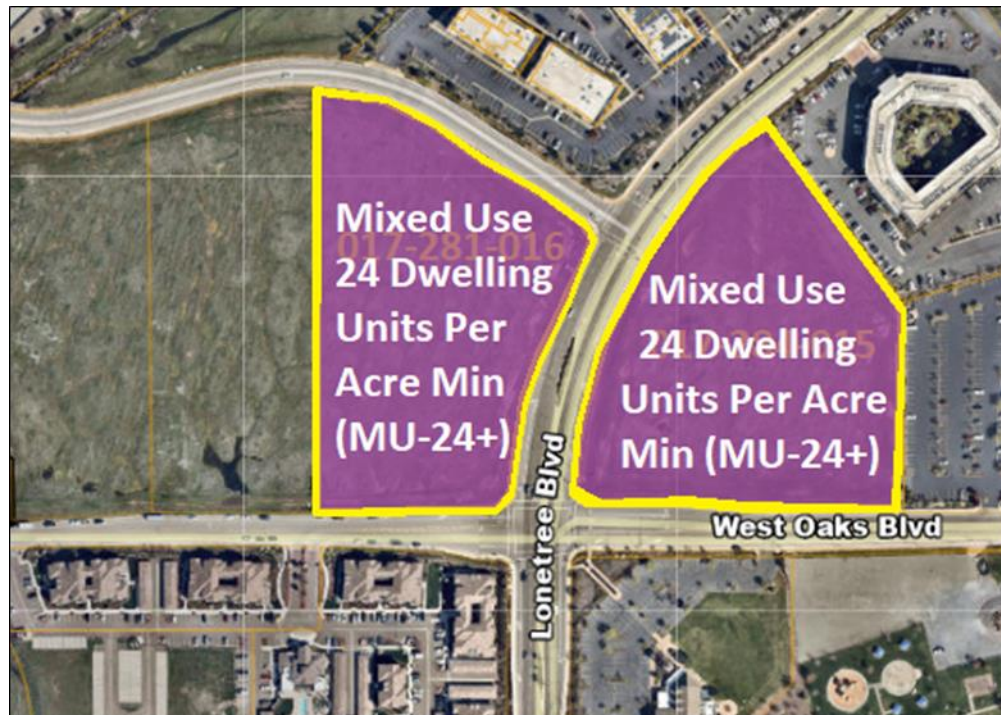 Mixed Use
017-281-016
24 Dwelling
Units Per
Acre Min
(MU-24+)
Mixed Use
24 Dwelling
Units Per Acre
Min (MU-24+)
Lonetree Blvd
West Oaks Blvd